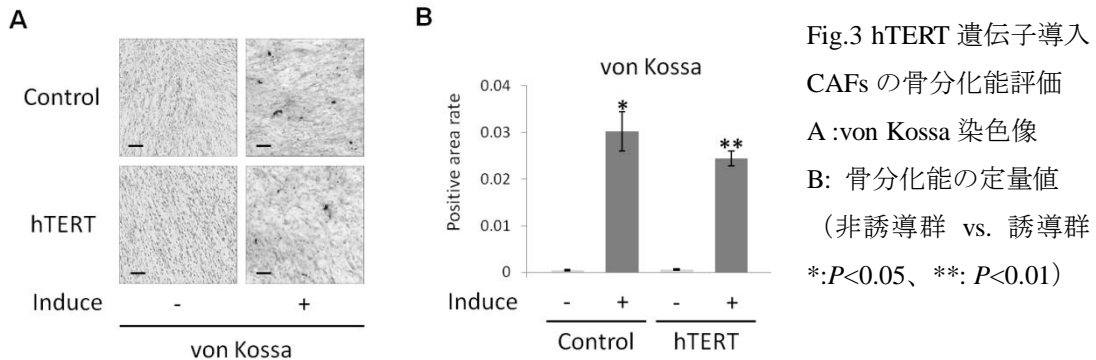 A
Control
hTERT
Induce - +
von Kossa
B
von Kossa
Positive area rate
0.04
0.03
0.02
0.01
0
*
**
Induce - + - +
Control hTERT
Fig.3 hTERT 遺伝子導入
CAFs の骨分化能評価
A :von Kossa 染色像
B: 骨分化能の定量値
（非誘導群 vs. 誘導群
*:P<0.05、**: P<0.01）